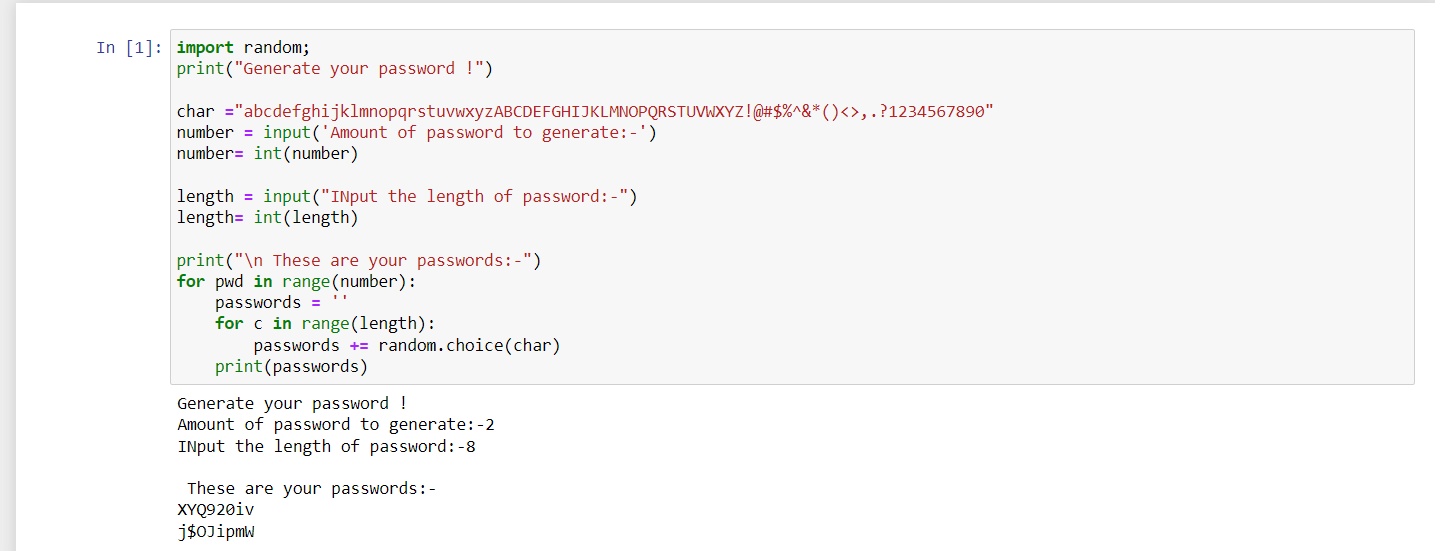 In [1]: import random;
print("Generate your password !")
char ="abcdefghijklmnopqrstuvwxyzABCDEFGHIJKLMNOPQRSTUVWXYZ!@#$%^&*()<>,.?1234567890"
number = input('Amount of password to generate:-')
number= int(number)
length = input("INput the length of password:-")
length= int(length)
print("\n These are your passwords:-")
for pwd in range(number):
    passwords = ''
    for c in range(length):
        passwords += random.choice(char)
    print(passwords)
Generate your password !
Amount of password to generate:-2
INput the length of password:-8
 These are your passwords:-
XYQ920iv
j$OJipmW